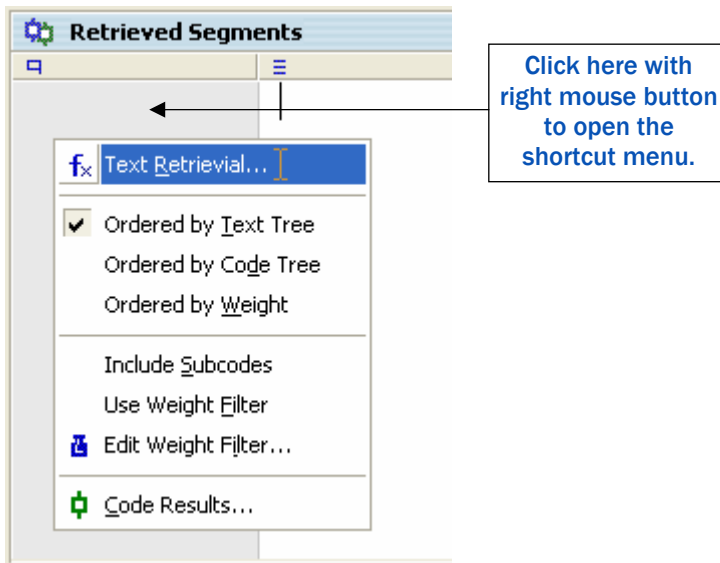 Retrieved Segments
Click here with
right mouse button
to open the
shortcut menu.
fx Text Retrievial...
Ordered by Text Tree
Ordered by Code Tree
Ordered by Weight
Include Subcodes
Use Weight Filter
Edit Weight Filter...
Code Results...